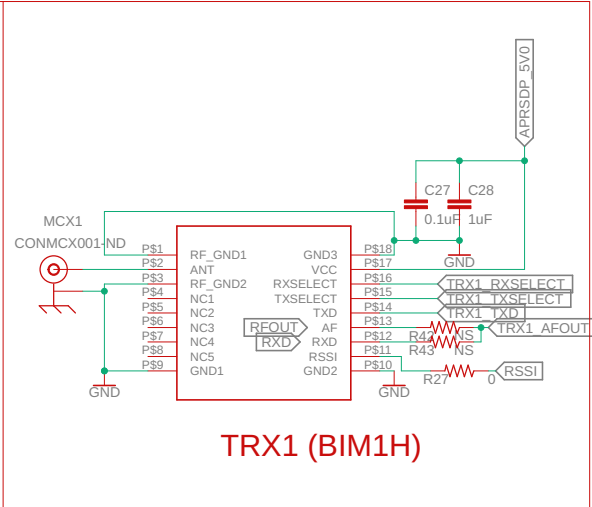 APRSDP_5V0
C27
C28
0.1uF
1uF
GND
MCX1
CONMCX001-ND
P$1
P$2
P$3
P$4
P$5
P$6
P$7
P$8
P$9
GND
RF_GND1
ANT
RF_GND2
NC1
NC2
NC3
NC4
NC5
GND1
RFOUT
RXD
GND3
VCC
RXSELECT
TXSELECT
TXD
AF
RXD
RSSI
GND2
P$18
P$17
P$16
P$15
P$14
P$13
P$12
P$11
P$10
GND
TRX1_RXSELECT
TRX1_TXSELECT
TRX1_TXD
TRX1_AFOUT
NS
R43
NS
R27
0
RSSI
TRX1 (BIM1H)